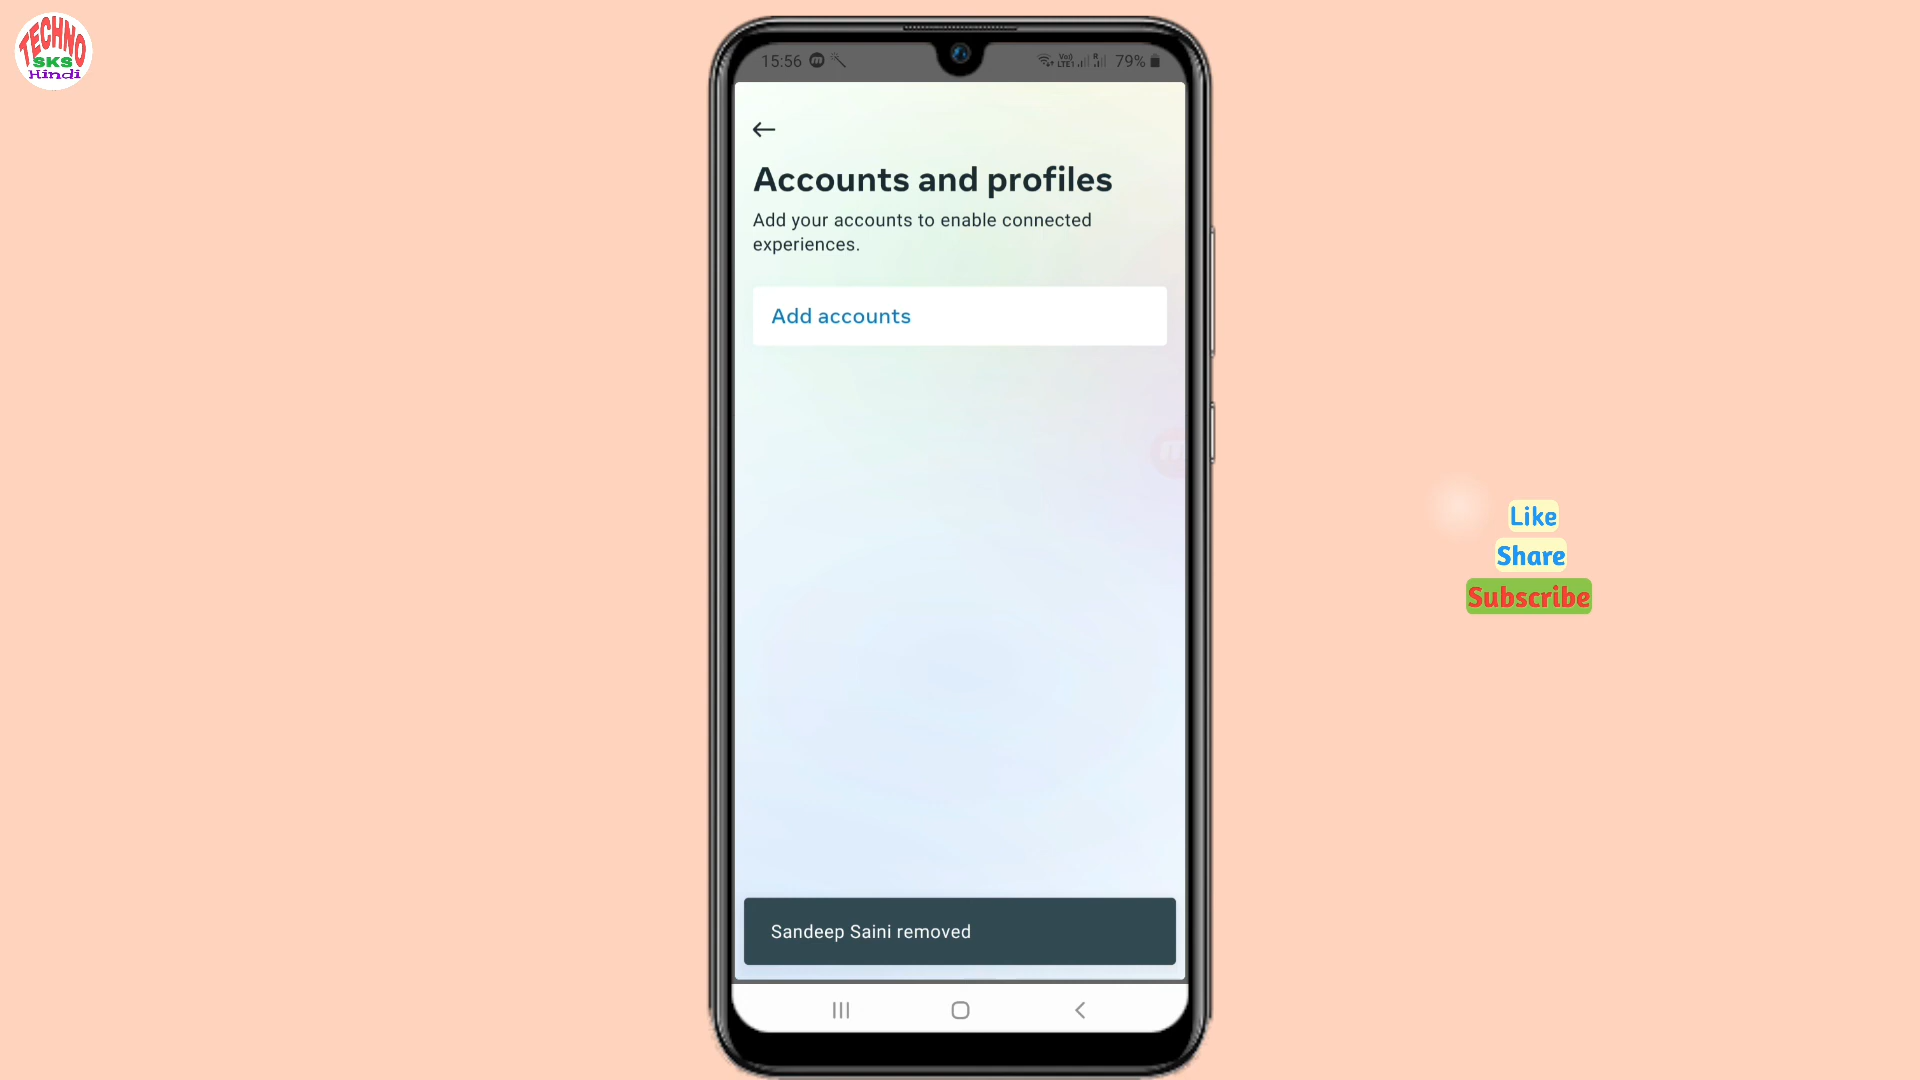 TECHNO
SKS
Hindi
15:56
79%
Accounts and profiles
Add your accounts to enable connected
experiences.
Add accounts
Like
Share
Subscribe
Sandeep Saini removed